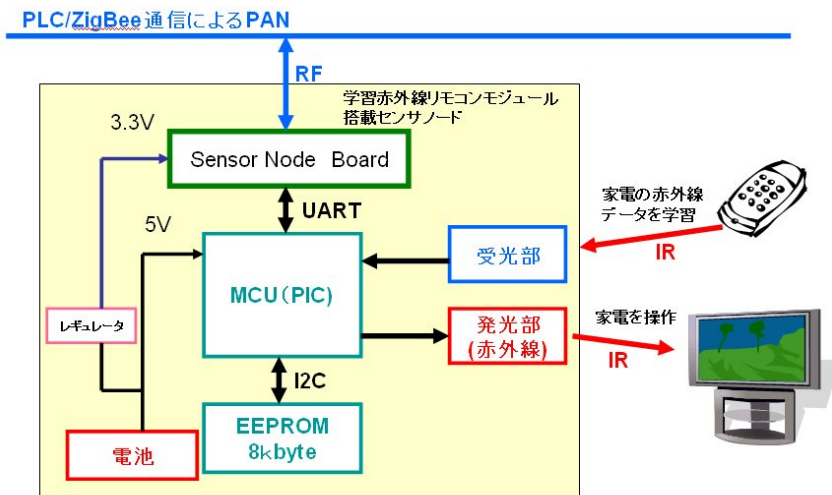 PLC/ZigBee通信によるPAN
RF
学習赤外線リモコンモジュール
搭載センサノード
3.3V
Sensor Node Board
UART
5V
家電の赤外線
データを学習
IR
受光部
MCU(PIC)
レギュレータ
発光部
(赤外線)
家電を操作
IR
I2C
EEPROM
8kbyte
電池